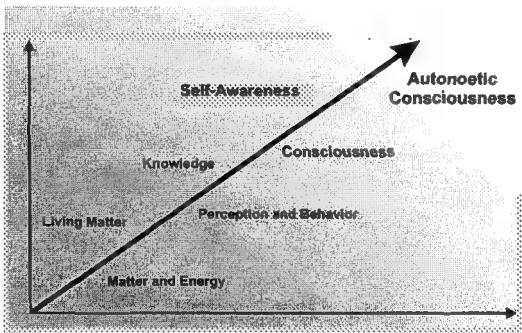 Self-Awareness
Autonoetic
Consciousness
Consciousness
Knowledge
Perception and Behavior
Living Matter
Matter and Energy